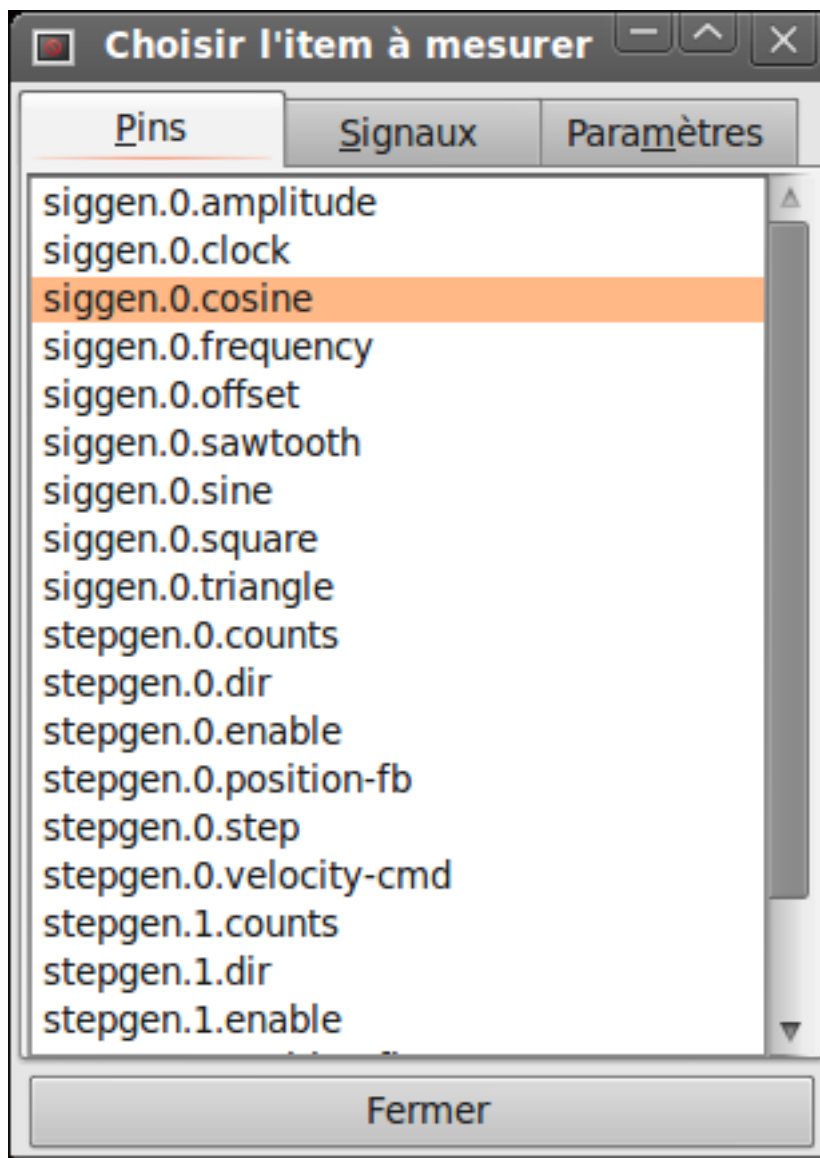 Choisir l'item à mesurer
Pins Signaux Paramètres
siggen.0.amplitude
siggen.0.clock
siggen.0.cosine
siggen.0.frequency
siggen.0.offset
siggen.0.sawtooth
siggen.0.sine
siggen.0.square
siggen.0.triangle
stepgen.0.counts
stepgen.0.dir
stepgen.0.enable
stepgen.0.position-fb
stepgen.0.step
stepgen.0.velocity-cmd
stepgen.1.counts
stepgen.1.dir
stepgen.1.enable
Fermer